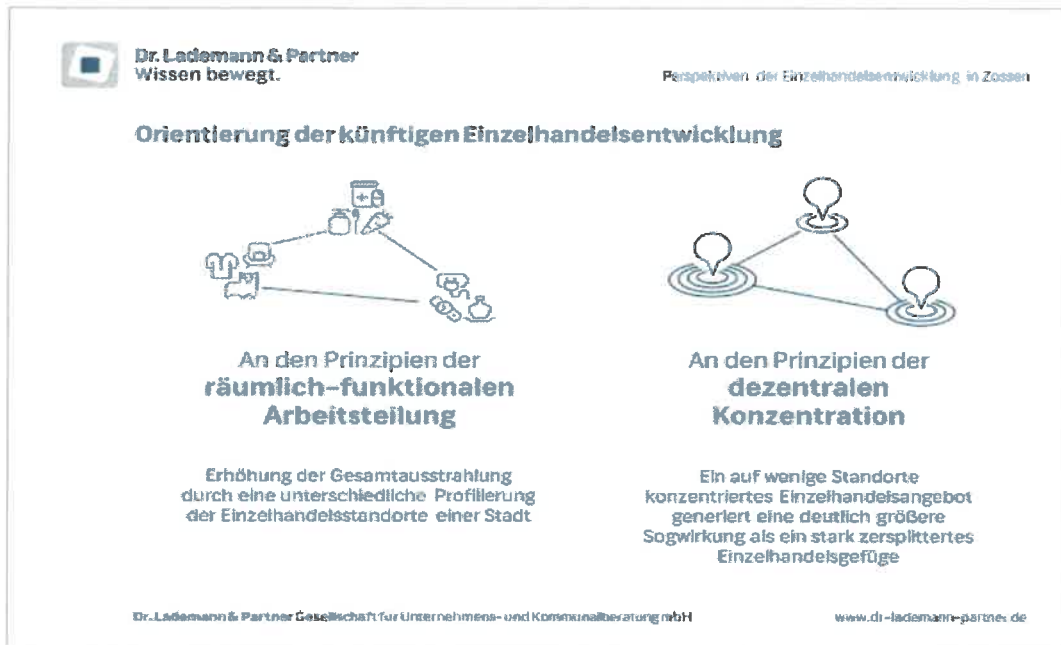 Dr. Lademann & Partner
Wissen bewegt.
Perspektiven der Einzelhandelsentwicklung in Zossen
Orientierung der künftigen Einzelhandelsentwicklung
An den Prinzipien der
räumlich-funktionalen
Arbeitsteilung
Erhöhung der Gesamtausstrahlung
durch eine unterschiedliche Profilierung
der Einzelhandelsstandorte einer Stadt
An den Prinzipien der
dezentralen
Konzentration
Ein auf wenige Standorte
konzentriertes Einzelhandelsangebot
generiert eine deutlich größere
Sogwirkung als ein stark zersplittertes
Einzelhandelsgefüge
Dr. Lademann & Partner Gesellschaft für Unternehmens- und Kommunalberatung mbH
www.dr-lademann-partner.de